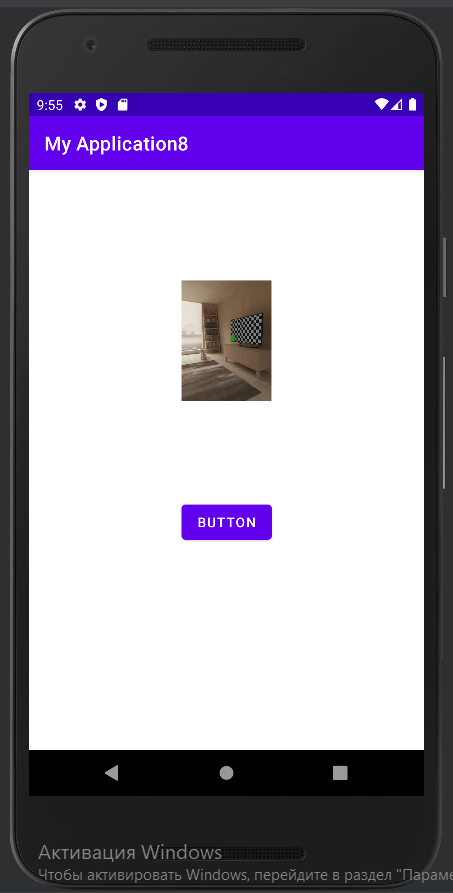 9:55
My Application8
BUTTON
Активация Windows
Чтобы активировать Windows, перейдите в раздел "Параме